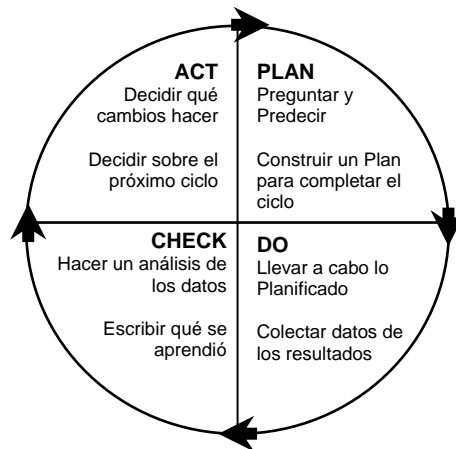 ACT
Decidir qué
cambios hacer
Decidir sobre el
próximo ciclo
PLAN
Preguntar y
Predecir
Construir un Plan
para completar el
ciclo
CHECK
Hacer un análisis de
los datos
Escribir qué se
aprendió
DO
Llevar a cabo lo
Planificado
Colectar datos de
los resultados